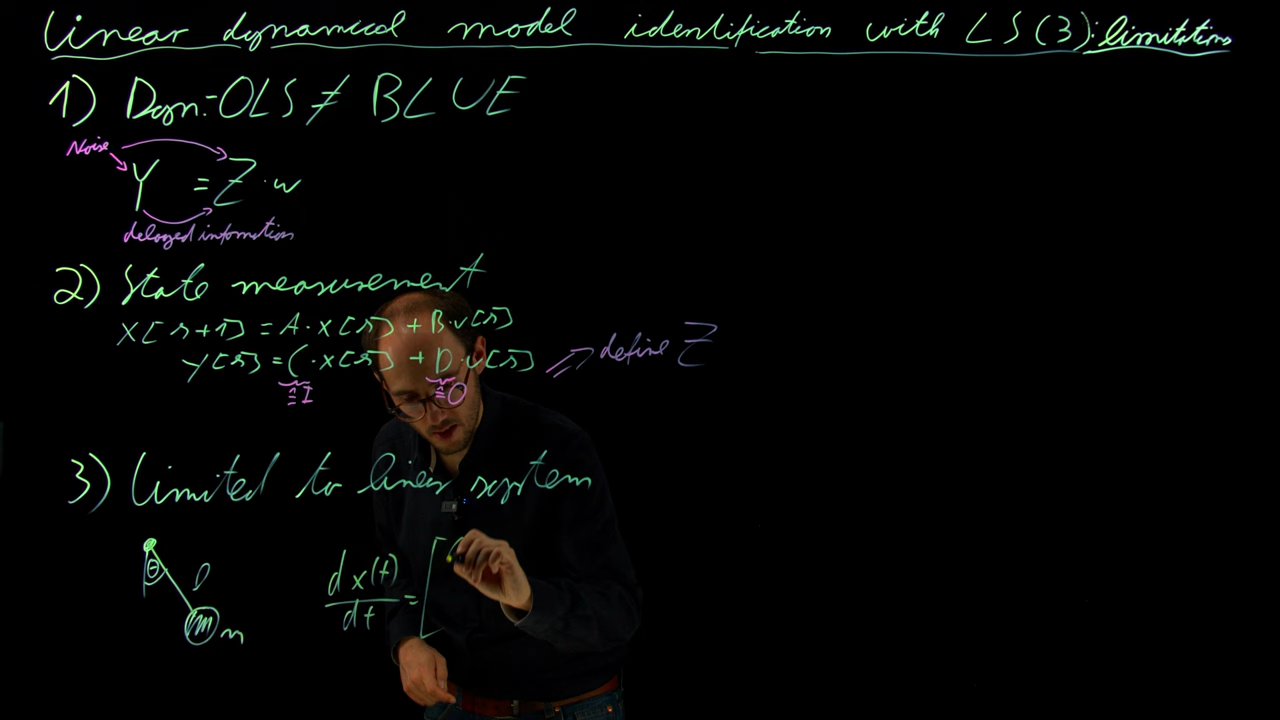 Linear dynamical model identification with LS (3): limitations
1) Dyn.-OLS ≠ BLUE
Noise
Y = Z · w
delayed information
2) State measurement
x[k+1] = A · x[k] + B · u[k]
y[k] = C · x[k] + D · u[k] ⇒ define Z
≙ I ≙ 0
3) Limited to linear system
θ l
m
dx(t)
dt = [